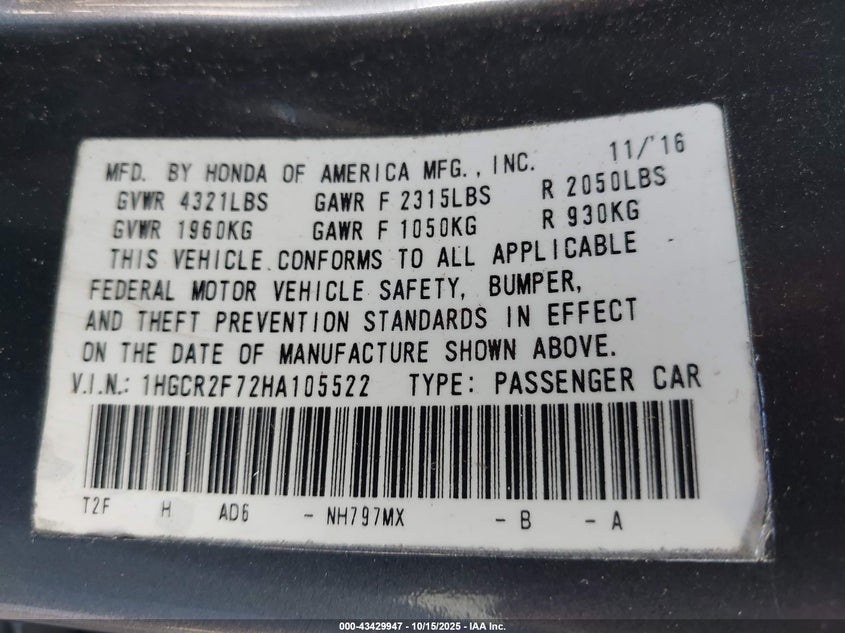 MFD. BY HONDA OF AMERICA MFG., INC. 11/'16
GVWR 4321LBS GAWR F 2315LBS R 2050LBS
GVWR 1960KG GAWR F 1050KG R 930KG
THIS VEHICLE CONFORMS TO ALL APPLICABLE
FEDERAL MOTOR VEHICLE SAFETY, BUMPER,
AND THEFT PREVENTION STANDARDS IN EFFECT
ON THE DATE OF MANUFACTURE SHOWN ABOVE.
V.I.N.: 1HGCR2F72HA105522 TYPE: PASSENGER CAR
T2F H AD6 - NH797MX - B - A
000-43429947 - 10/15/2025 - IAA Inc.